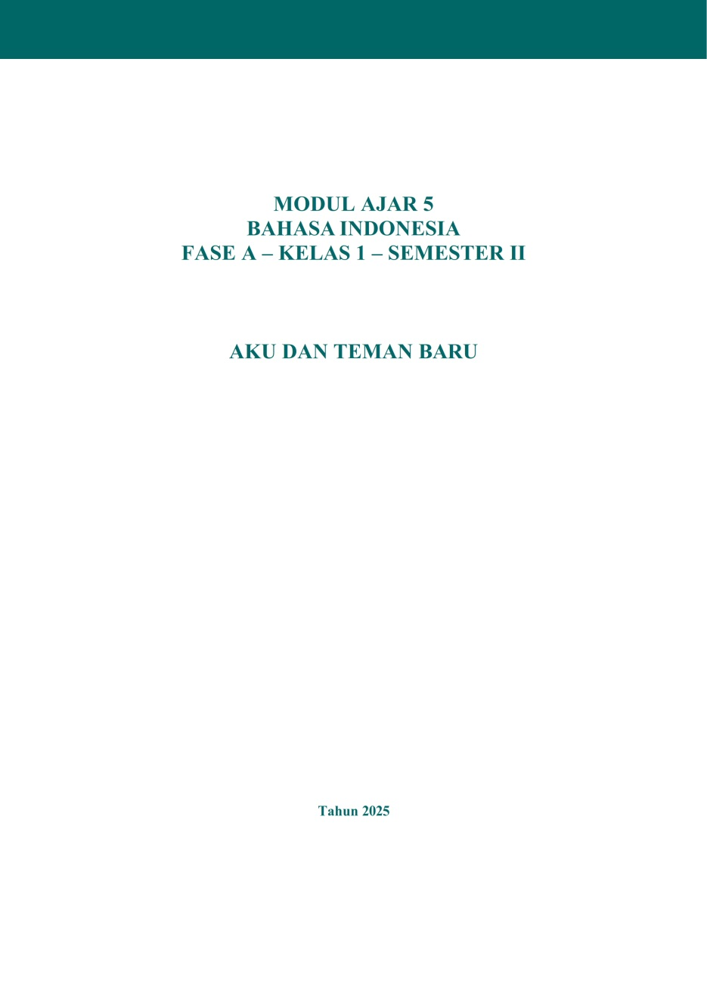 MODUL AJAR 5
BAHASA INDONESIA
FASE A – KELAS 1 – SEMESTER II
AKU DAN TEMAN BARU
Tahun 2025